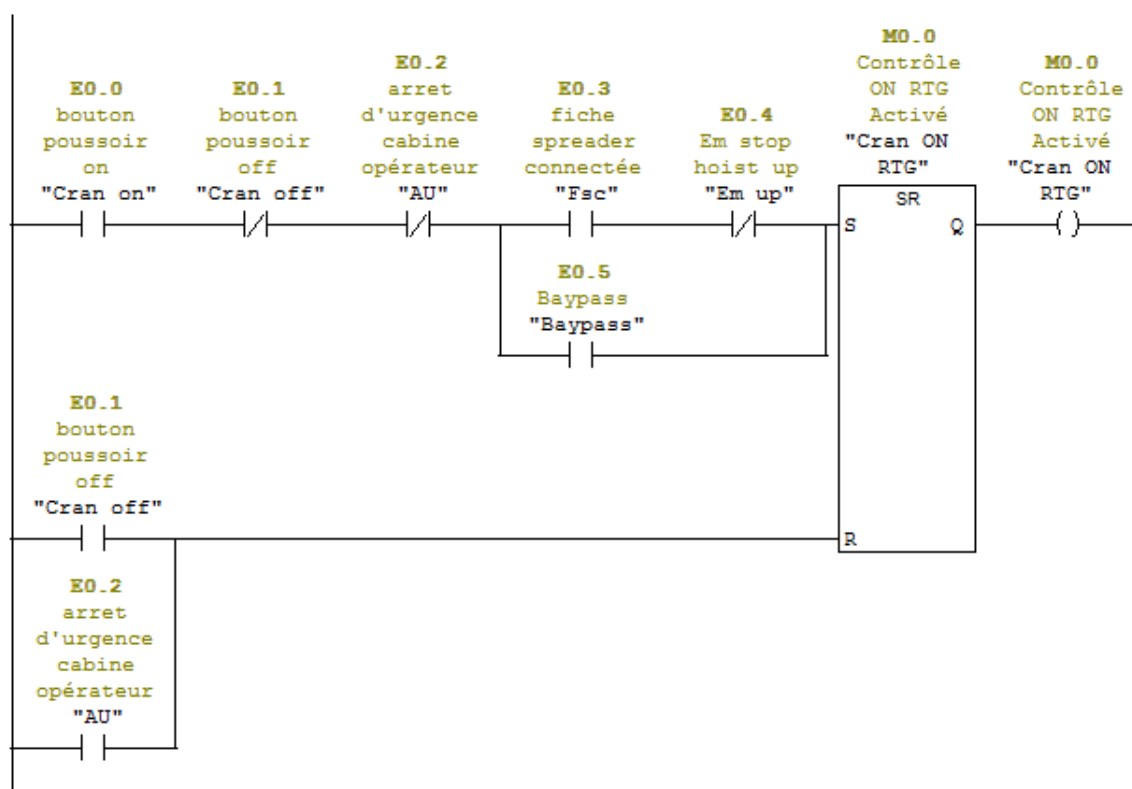 E0.0
bouton
poussoir
on
"Cran on"
E0.1
bouton
poussoir
off
"Cran off"
E0.2
arret
d'urgence
cabine
opérateur
"AU"
E0.3
fiche
spreader
connectée
"Fsc"
E0.4
Em stop
hoist up
"Em up"
M0.0
Contrôle
ON RTG
Activé
"Cran ON
RTG"
M0.0
Contrôle
ON RTG
Activé
"Cran ON
RTG"
SR
S Q
E0.5
Baypass
"Baypass"
E0.1
bouton
poussoir
off
"Cran off"
R
E0.2
arret
d'urgence
cabine
opérateur
"AU"